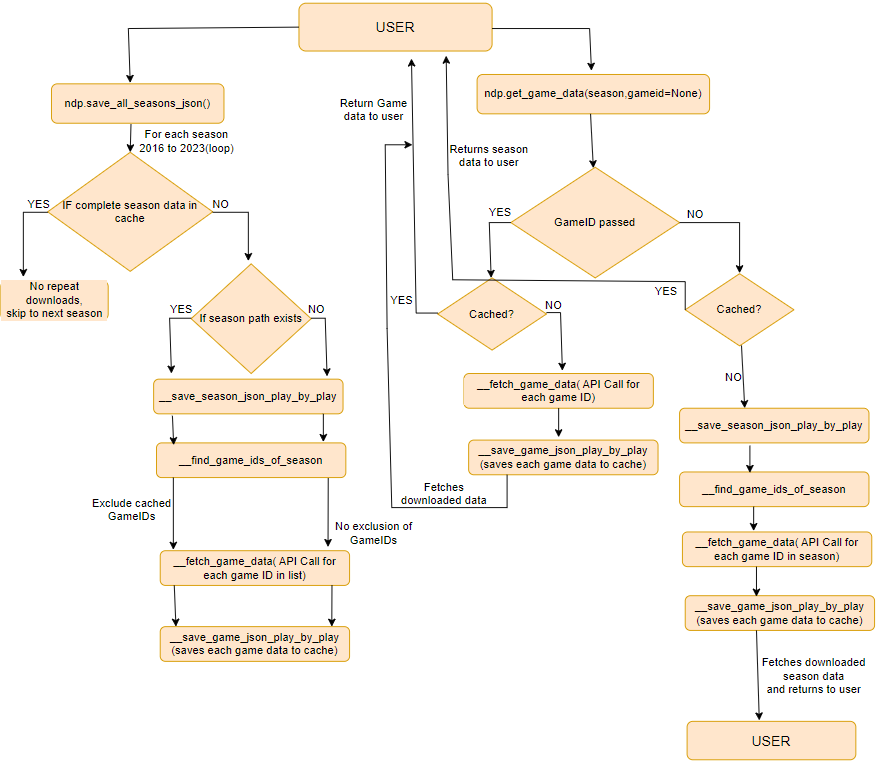 USER
ndp.save_all_seasons_json()
For each season
2016 to 2023(loop)
IF complete season data in
cache
YES
NO
No repeat
downloads,
skip to next season
If season path exists
YES
NO
__save_season_json_play_by_play
__find_game_ids_of_season
Exclude cached
GameIDs
No exclusion of
GameIDs
__fetch_game_data( API Call for
each game ID in list)
__save_game_json_play_by_play
(saves each game data to cache)
ndp.get_game_data(season,gameid=None)
Return Game
data to user
Returns season
data to user
GameID passed
YES
NO
Cached?
YES
NO
__fetch_game_data( API Call for
each game ID)
__save_game_json_play_by_play
(saves each game data to cache)
Fetches
downloaded data
Cached?
YES
NO
__save_season_json_play_by_play
__find_game_ids_of_season
__fetch_game_data( API Call for
each game ID in season)
__save_game_json_play_by_play
(saves each game data to cache)
Fetches downloaded
season data
and returns to user
USER